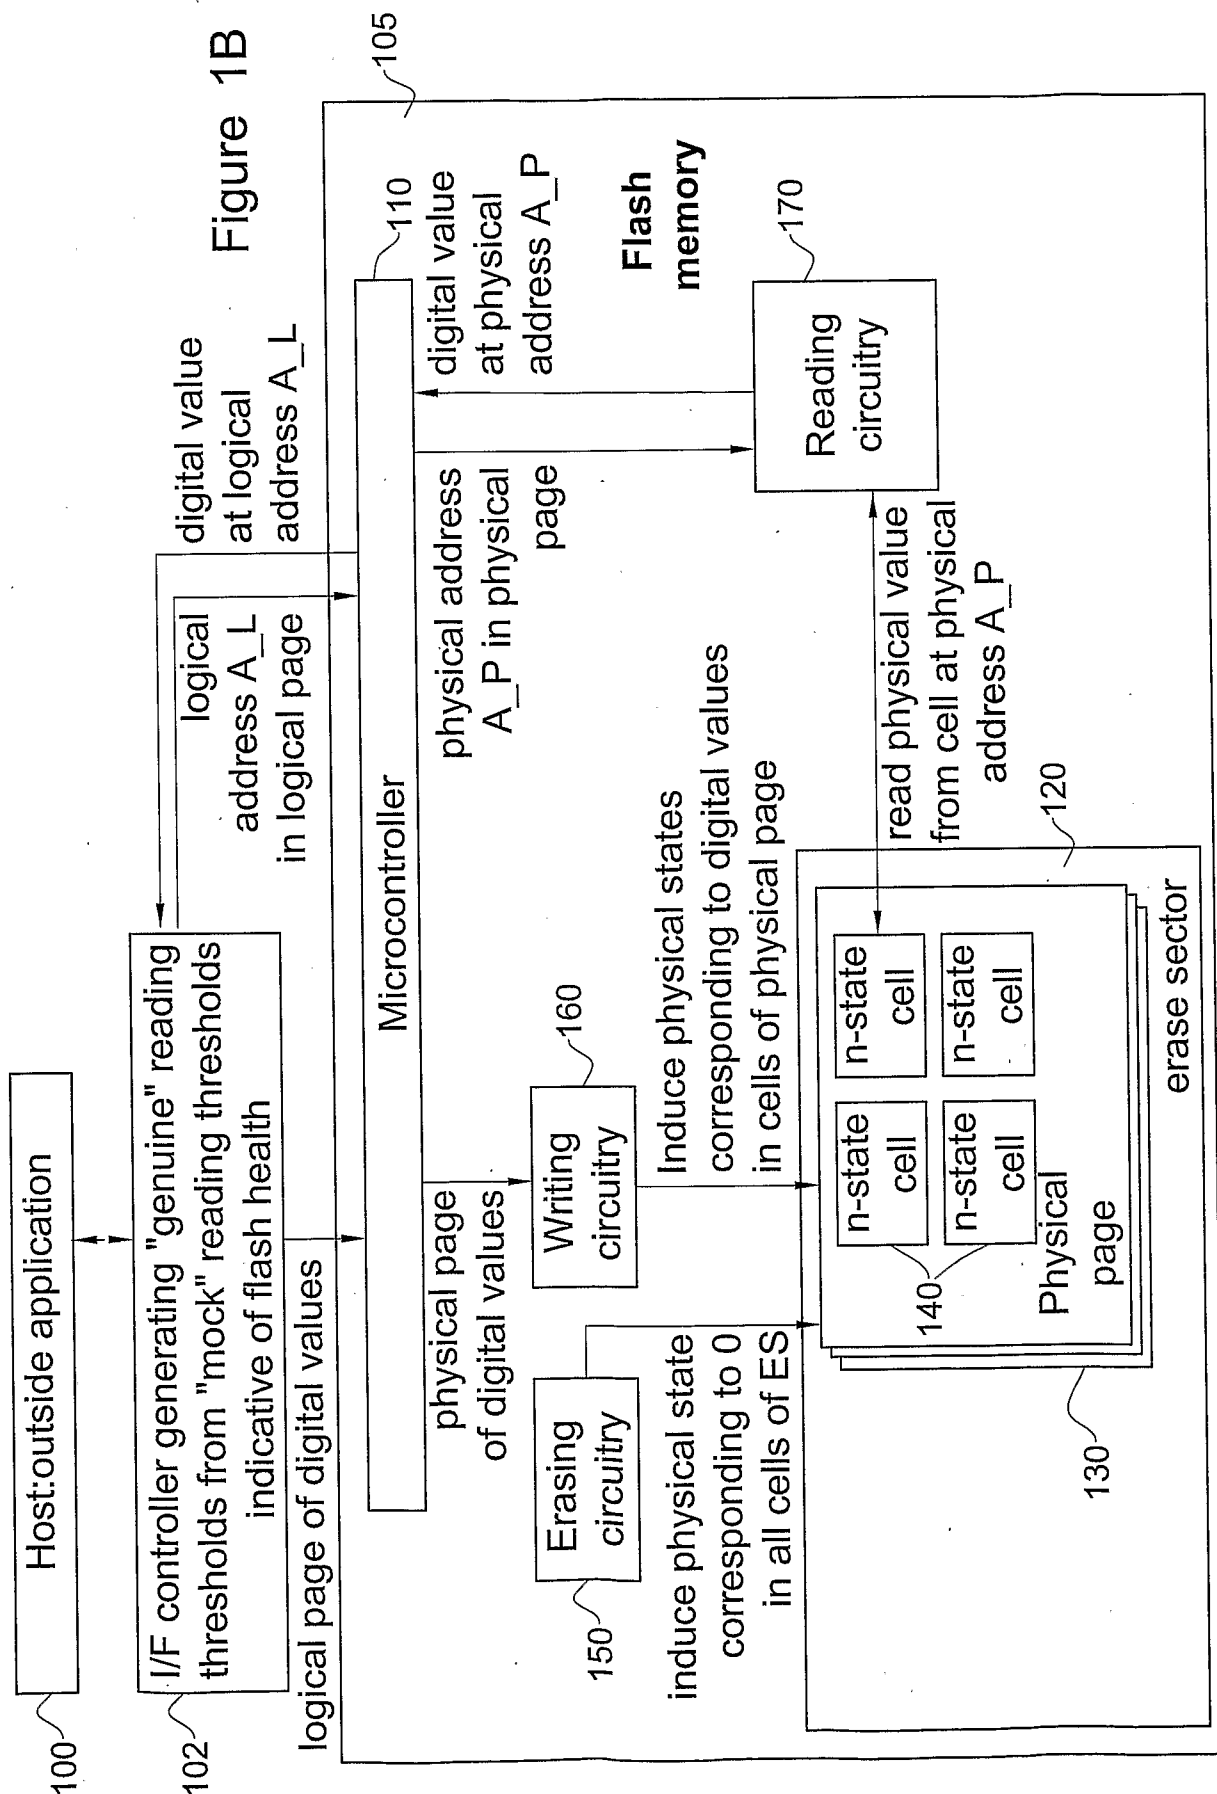 Figure 1B
100
Host:outside application
102
I/F controller generating "genuine" reading
thresholds from "mock" reading thresholds
indicative of flash health
logical page of digital values
logical
address A_L
in logical page
digital value
at logical
address A_L
105
110
Microcontroller
physical page
of digital values
physical address
A_P in physical
page
digital value
at physical
address A_P
Flash
memory
150
Erasing
circuitry
160
Writing
circuitry
170
Reading
circuitry
induce physical state
corresponding to 0
in all cells of ES
Induce physical states
corresponding to digital values
in cells of physical page
read physical value
from cell at physical
address A_P
120
n-state
cell
n-state
cell
n-state
cell
n-state
cell
140
Physical
page
130
erase sector